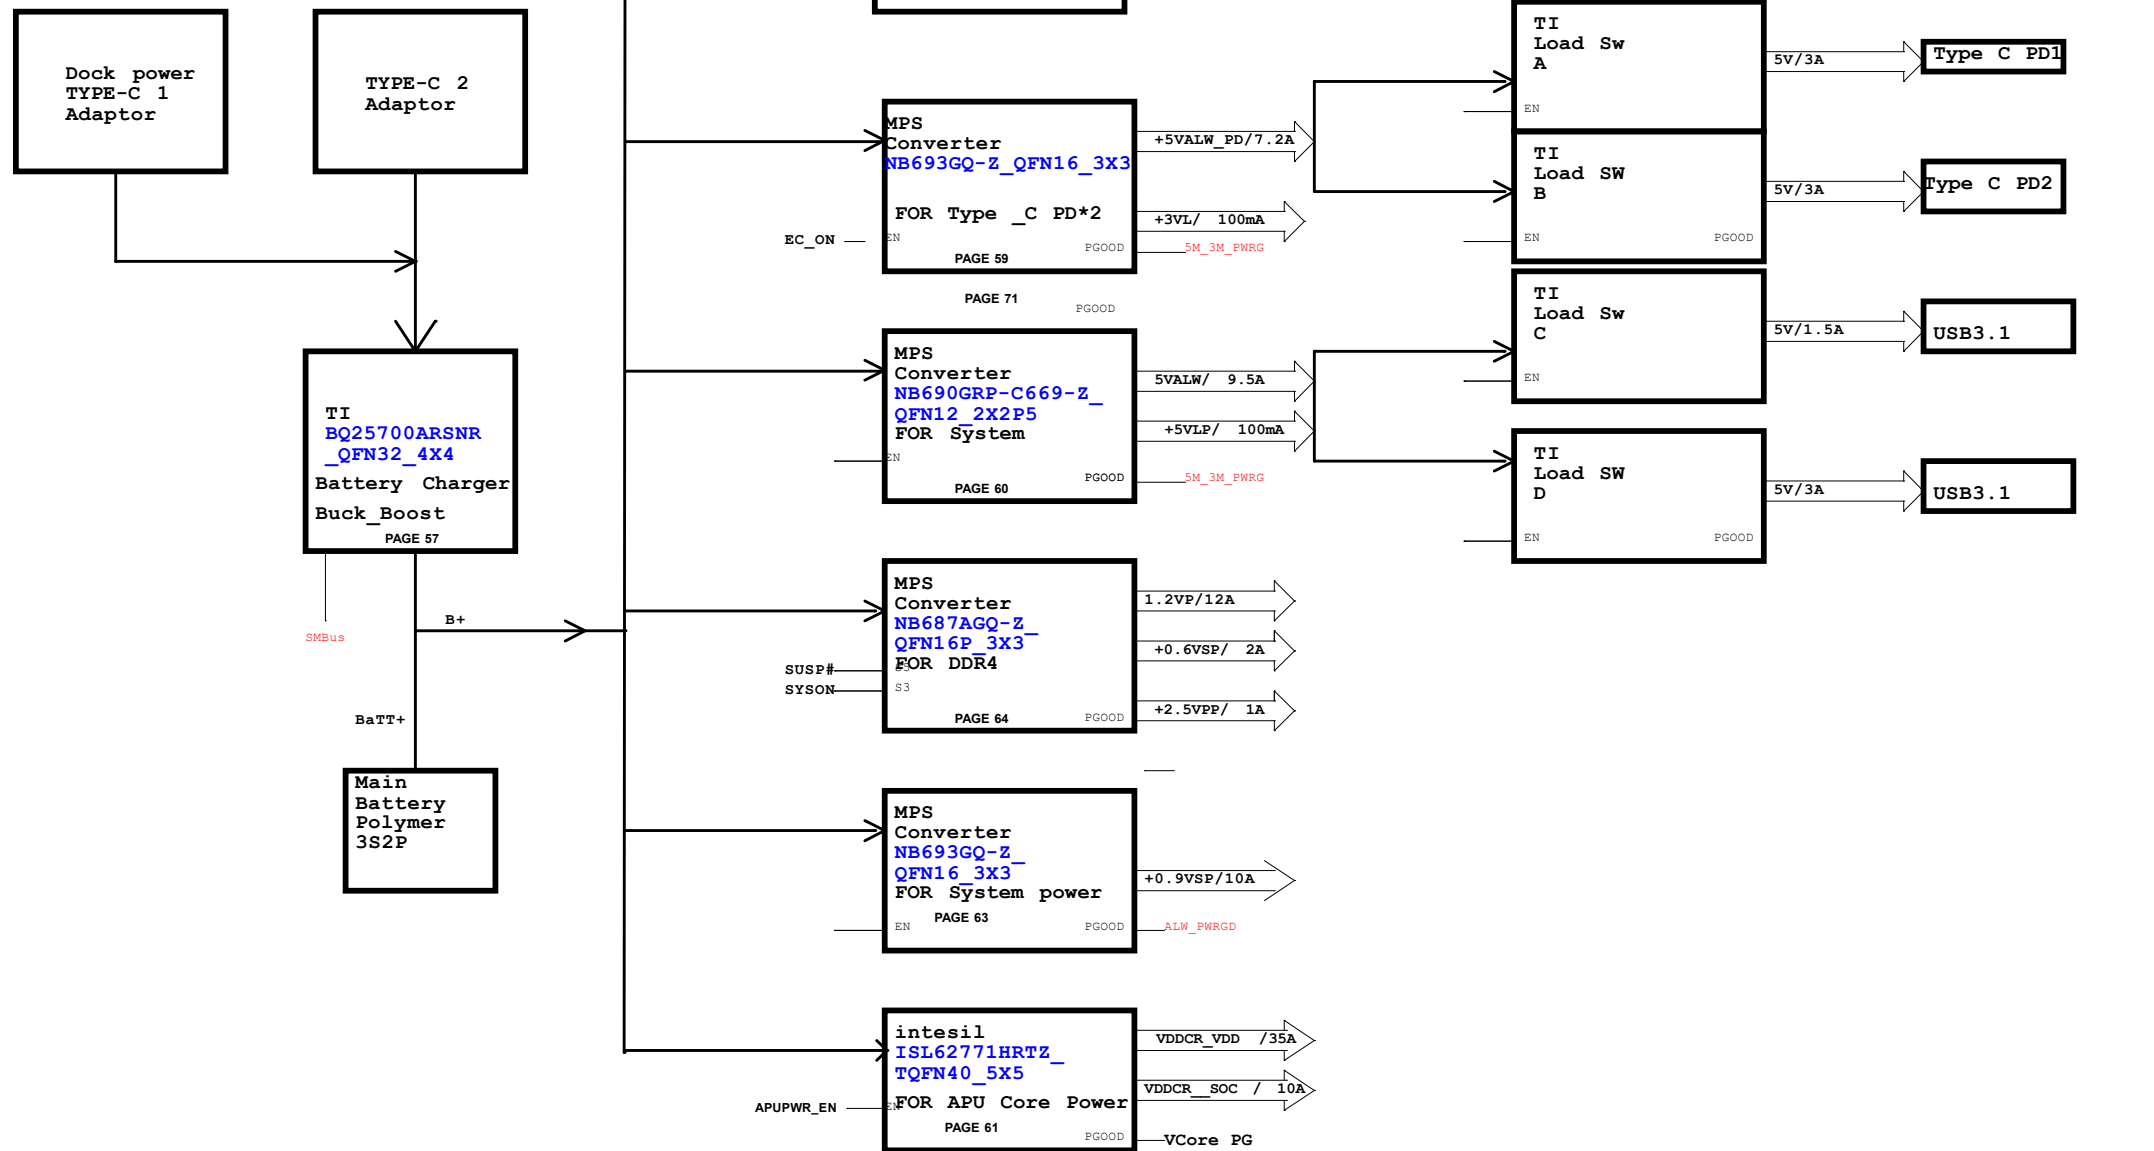 Dock power
TYPE-C 1
Adaptor
TYPE-C 2
Adaptor
TI
BQ25700ARSNR
_QFN32_4X4
Battery Charger
Buck_Boost
PAGE 57
SMBus
B+
BaTT+
Main
Battery
Polymer
3S2P
MPS
Converter
NB693GQ-Z_QFN16_3X3
FOR Type _C PD*2
EC_ON
EN
PGOOD
PAGE 59
+5VALW_PD/7.2A
+3VL/ 100mA
5M_3M_PWRG
PAGE 71
PGOOD
MPS
Converter
NB690GRP-C669-Z_
QFN12_2X2P5
FOR System
EN
PGOOD
PAGE 60
5VALW/ 9.5A
+5VLP/ 100mA
5M_3M_PWRG
MPS
Converter
NB687AGQ-Z_
QFN16P_3X3
FOR DDR4
SUSP#
S5
SYSON
S3
PAGE 64
PGOOD
1.2VP/12A
+0.6VSP/ 2A
+2.5VPP/ 1A
MPS
Converter
NB693GQ-Z_
QFN16_3X3
FOR System power
PAGE 63
EN
PGOOD
+0.9VSP/10A
ALW_PWRGD
intesil
ISL62771HRTZ_
TQFN40_5X5
FOR APU Core Power
APUPWR_EN
EN
PAGE 61
PGOOD
VDDCR_VDD /35A
VDDCR__SOC / 10A
VCore PG
TI
Load Sw
A
EN
5V/3A
Type C PD1
TI
Load SW
B
EN
PGOOD
5V/3A
Type C PD2
TI
Load Sw
C
EN
5V/1.5A
USB3.1
TI
Load SW
D
EN
PGOOD
5V/3A
USB3.1